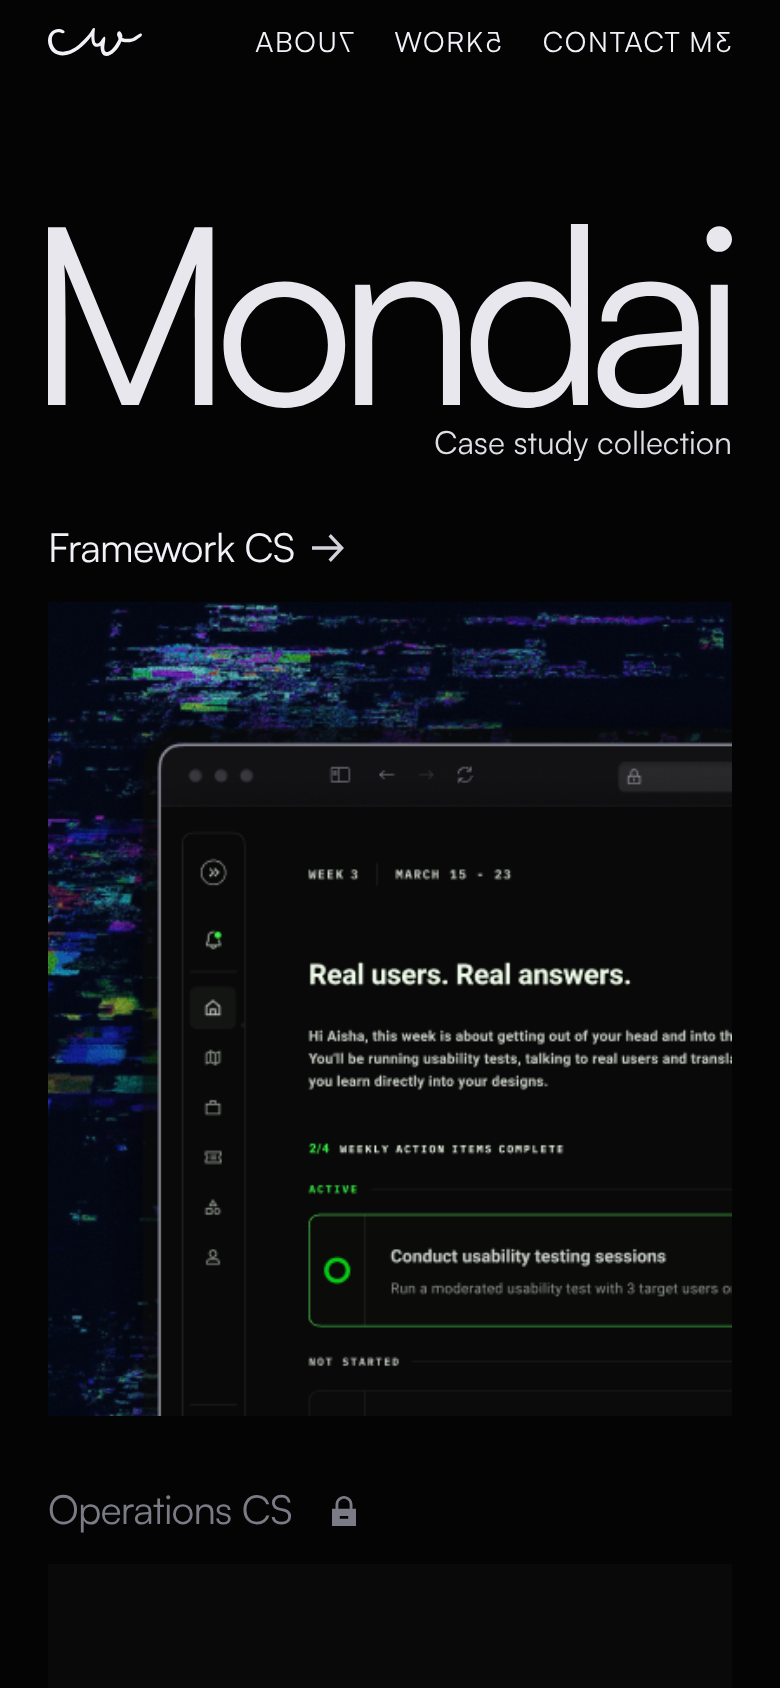 cw
ABOUT WORKS CONTACT ME
Mondai
Case study collection
Framework CS →
WEEK 3 | MARCH 15 - 23
Real users. Real answers.
Hi Aisha, this week is about getting out of your head and into
You'll be running usability tests, talking to real users and
you learn directly into your designs.
2/4 WEEKLY ACTION ITEMS COMPLETE
ACTIVE
Conduct usability testing sessions
Run a moderated usability test with 3 target users
NOT STARTED
Operations CS